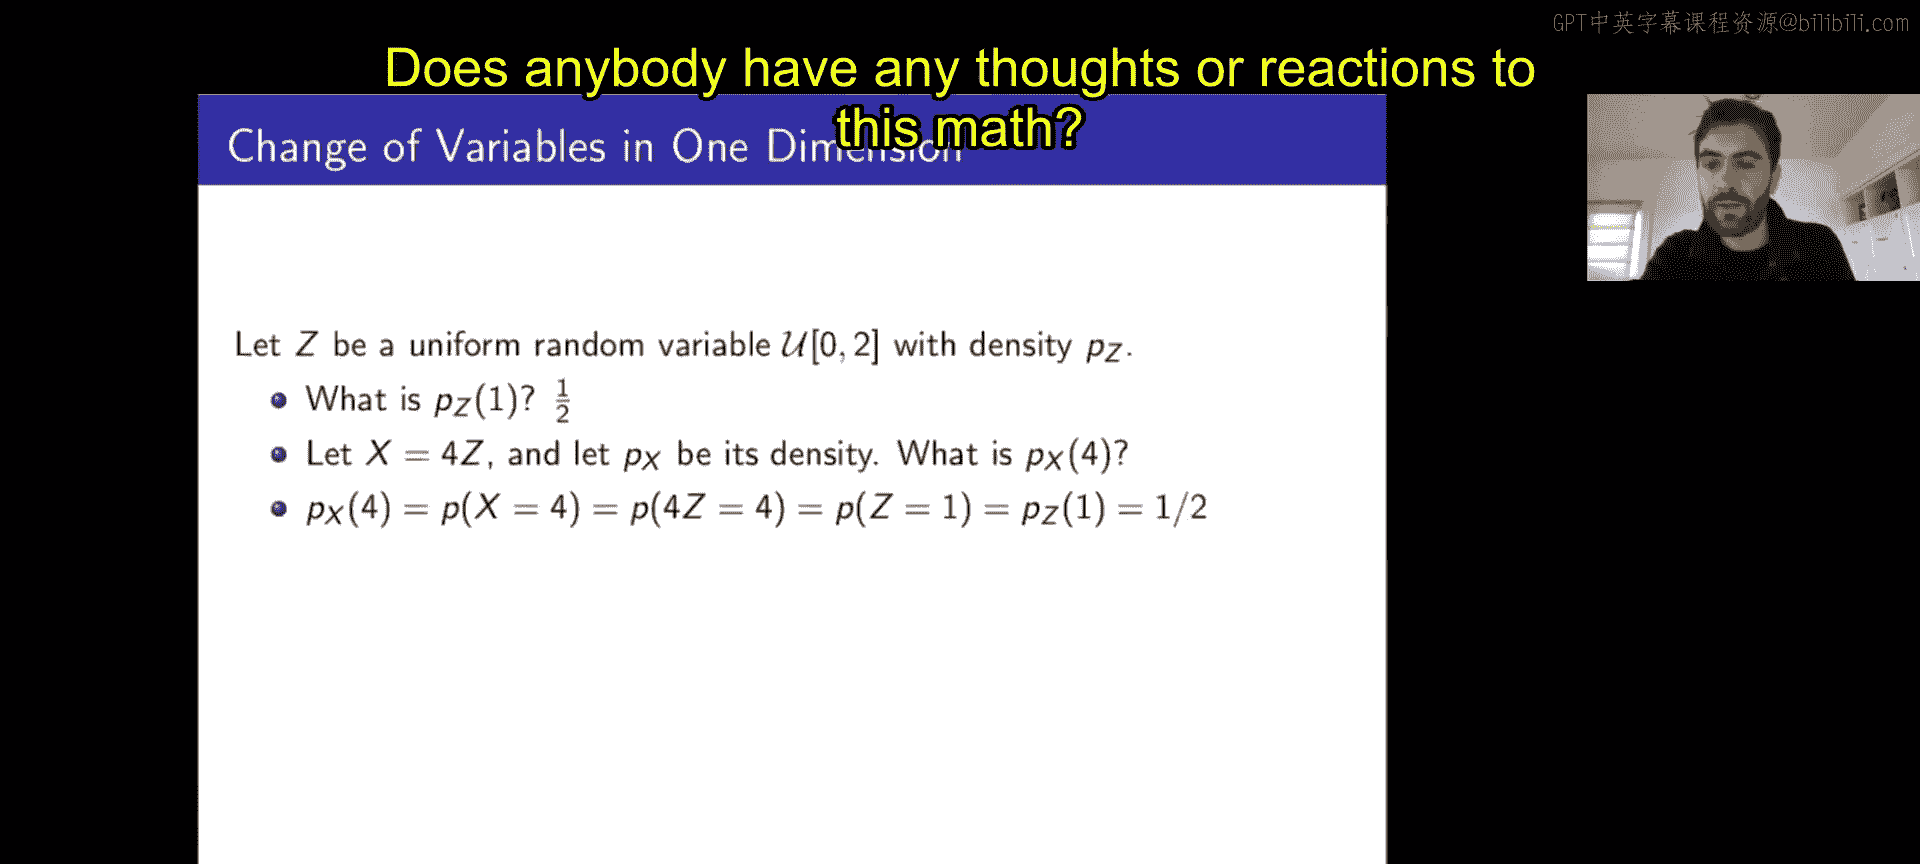 GPT中英字幕课程资源@bilibili.com
Does anybody have any thoughts or reactions to
this math?
Change of Variables in One Dimension
Let Z be a uniform random variable 𝒰[0, 2] with density p_Z.
What is p_Z(1)? 1/2
Let X = 4Z, and let p_X be its density. What is p_X(4)?
p_X(4) = p(X = 4) = p(4Z = 4) = p(Z = 1) = p_Z(1) = 1/2